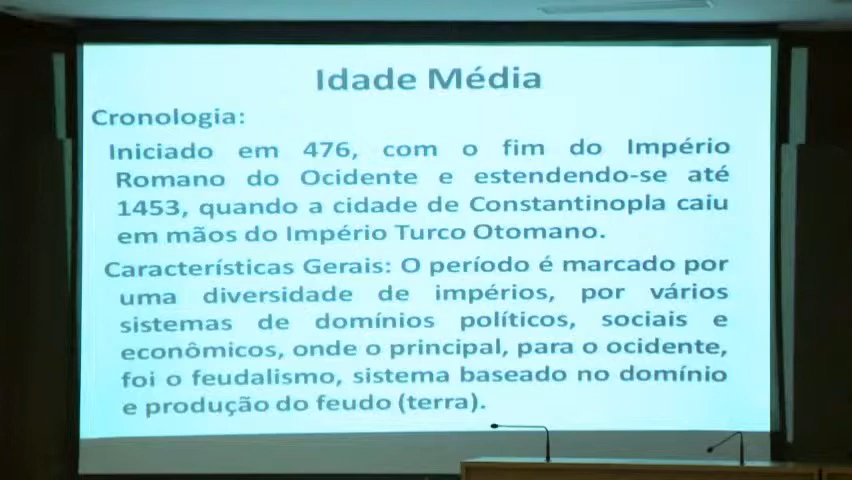 Idade Média
Cronologia:
Iniciado em 476, com o fim do Império
Romano do Ocidente e estendendo-se até
1453, quando a cidade de Constantinopla caiu
em mãos do Império Turco Otomano.
Características Gerais: O período é marcado por
uma diversidade de impérios, por vários
sistemas de domínios políticos, sociais e
econômicos, onde o principal, para o ocidente,
foi o feudalismo, sistema baseado no domínio
e produção do feudo (terra).